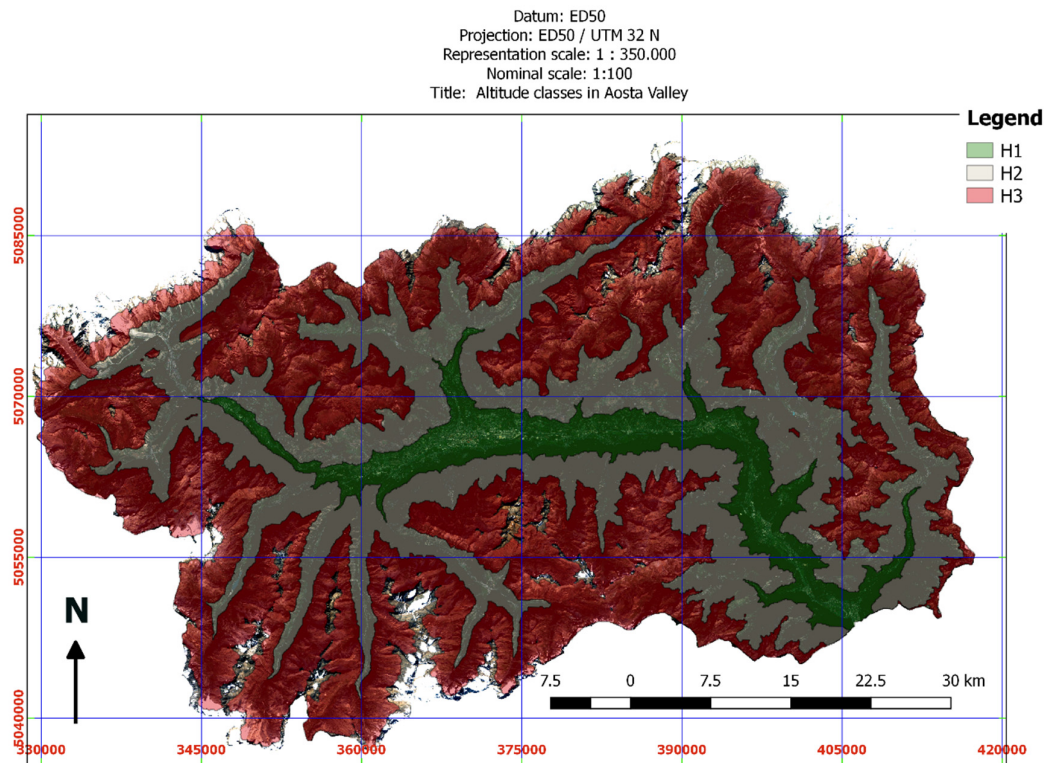 Datum: ED50
Projection: ED50 / UTM 32 N
Representation scale: 1 : 350.000
Nominal scale: 1:100
Title:  Altitude classes in Aosta Valley
Legend
H1
H2
H3
5085000
5070000
5055000
5040000
N
7.5 0 7.5 15 22.5 30 km
330000 345000 360000 375000 390000 405000 420000